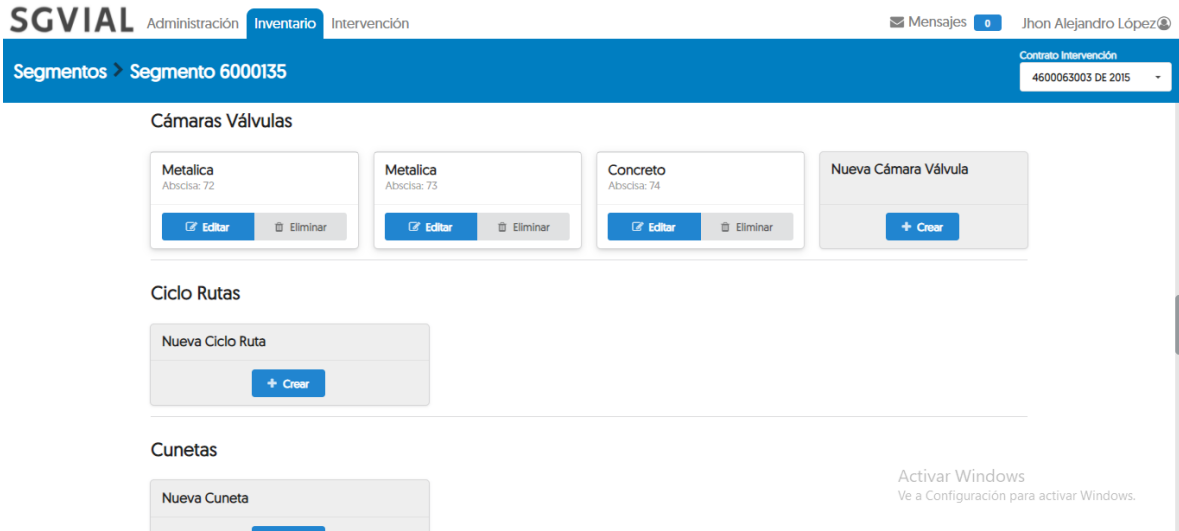 SGVIAL Administración Inventario Intervención Mensajes 0 Jhon Alejandro López
Contrato Intervención
Segmentos > Segmento 6000135
4600063003 DE 2015
Cámaras Válvulas
Metalica Metalica Concreto Nueva Cámara Válvula
Abscisa: 72 Abscisa: 73 Abscisa: 74
Editar Eliminar Editar Eliminar Editar Eliminar + Crear
Ciclo Rutas
Nueva Ciclo Ruta
+ Crear
Cunetas
Activar Windows
Ve a Configuración para activar Windows.
Nueva Cuneta